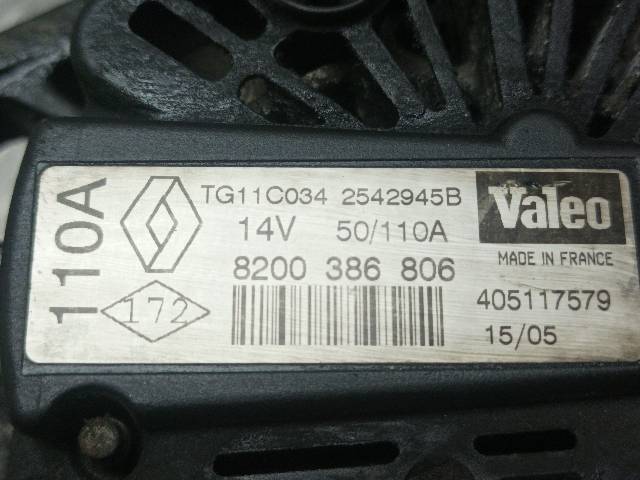 110A
TG11C034 2542945B
14V 50/110A
8200 386 806
172
Valeo
MADE IN FRANCE
405117579
15/05